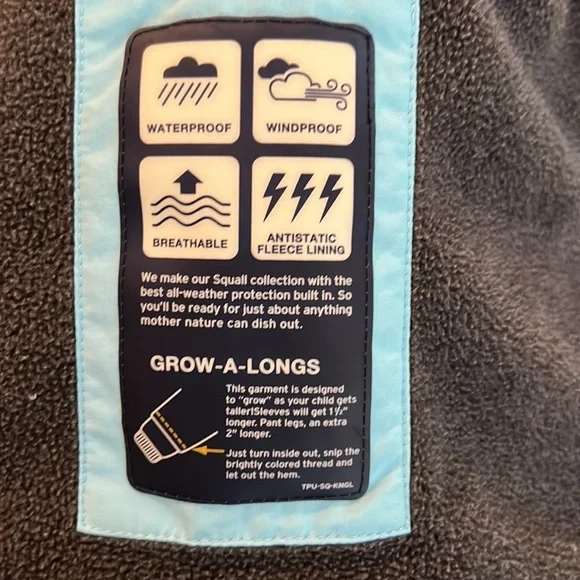 WATERPROOF
WINDPROOF
BREATHABLE
ANTISTATIC
FLEECE LINING
We make our Squall collection with the
best all-weather protection built in. So
you'll be ready for just about anything
mother nature can dish out.
GROW-A-LONGS
This garment is designed
to "grow" as your child gets
taller!Sleeves will get 1½"
longer. Pant legs, an extra
2" longer.
Just turn inside out, snip the
brightly colored thread and
let out the hem.
TPU-SQ-KNGL